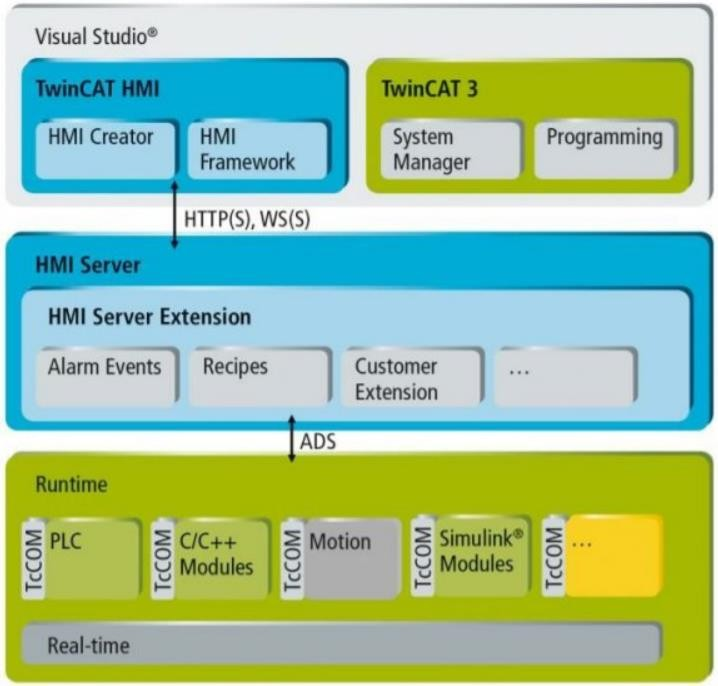 Visual Studio®
TwinCAT HMI
TwinCAT 3
HMI Creator
HMI
Framework
System
Manager
Programming
HTTP(S), WS(S)
HMI Server
HMI Server Extension
Alarm Events
Recipes
Customer
Extension
...
ADS
Runtime
TcCOM
PLC
TcCOM
C/C++
Modules
TcCOM
Motion
TcCOM
Simulink®
Modules
TcCOM
...
Real-time